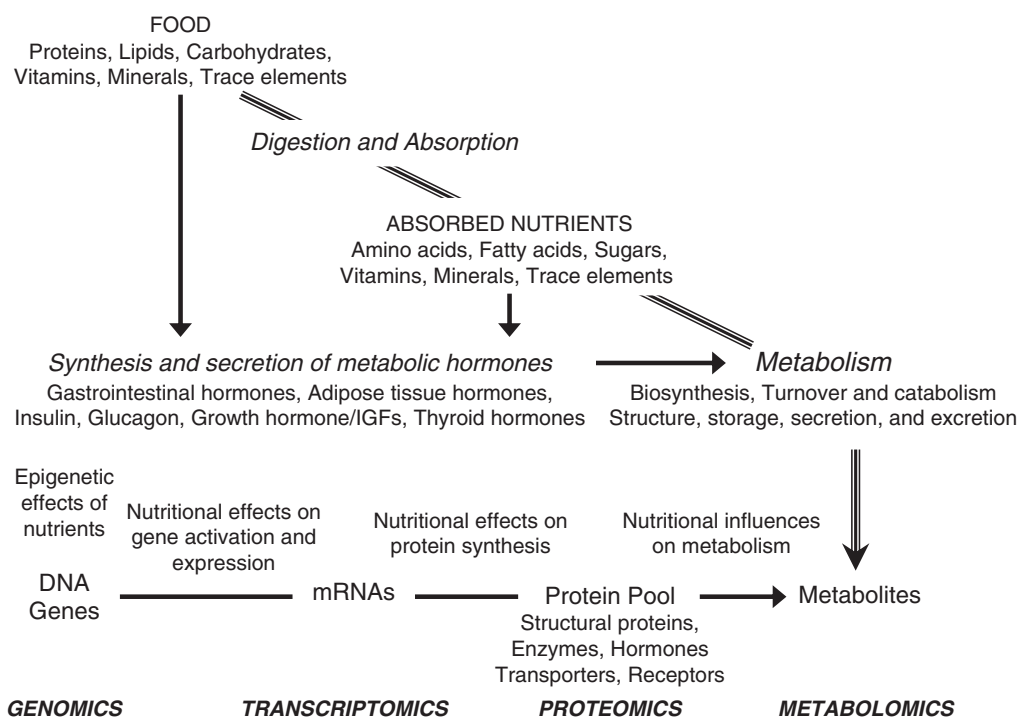 FOOD
Proteins, Lipids, Carbohydrates,
Vitamins, Minerals, Trace elements
Digestion and Absorption
ABSORBED NUTRIENTS
Amino acids, Fatty acids, Sugars,
Vitamins, Minerals, Trace elements
Synthesis and secretion of metabolic hormones
Gastrointestinal hormones, Adipose tissue hormones,
Insulin, Glucagon, Growth hormone/IGFs, Thyroid hormones
Metabolism
Biosynthesis, Turnover and catabolism
Structure, storage, secretion, and excretion
Epigenetic
effects of
nutrients
Nutritional effects on
gene activation and
expression
Nutritional effects on
protein synthesis
Nutritional influences
on metabolism
DNA
Genes
mRNAs
Protein Pool
Structural proteins,
Enzymes, Hormones
Transporters, Receptors
Metabolites
GENOMICS
TRANSCRIPTOMICS
PROTEOMICS
METABOLOMICS